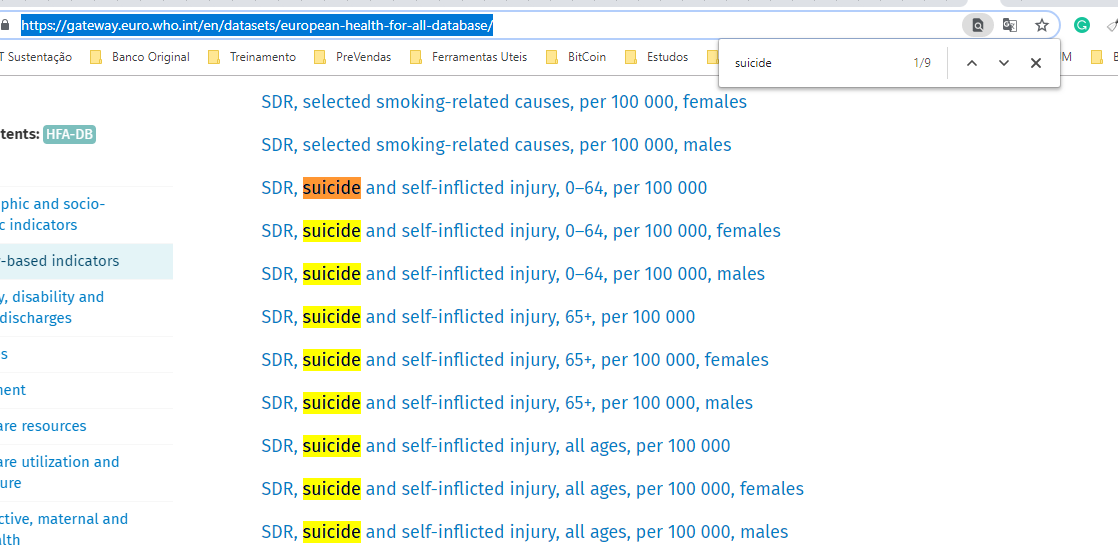 https://gateway.euro.who.int/en/datasets/european-health-for-all-database/
T Sustentação Banco Original Treinamento PreVendas Ferramentas Uteis BitCoin Estudos M
suicide 1/9
SDR, selected smoking-related causes, per 100 000, females
tents: HFA-DB
SDR, selected smoking-related causes, per 100 000, males
SDR, suicide and self-inflicted injury, 0–64, per 100 000
phic and socio-
c indicators
SDR, suicide and self-inflicted injury, 0–64, per 100 000, females
-based indicators
SDR, suicide and self-inflicted injury, 0–64, per 100 000, males
y, disability and
discharges
SDR, suicide and self-inflicted injury, 65+, per 100 000
s
SDR, suicide and self-inflicted injury, 65+, per 100 000, females
ment
SDR, suicide and self-inflicted injury, 65+, per 100 000, males
are resources
SDR, suicide and self-inflicted injury, all ages, per 100 000
are utilization and
ure
SDR, suicide and self-inflicted injury, all ages, per 100 000, females
ctive, maternal and
alth
SDR, suicide and self-inflicted injury, all ages, per 100 000, males